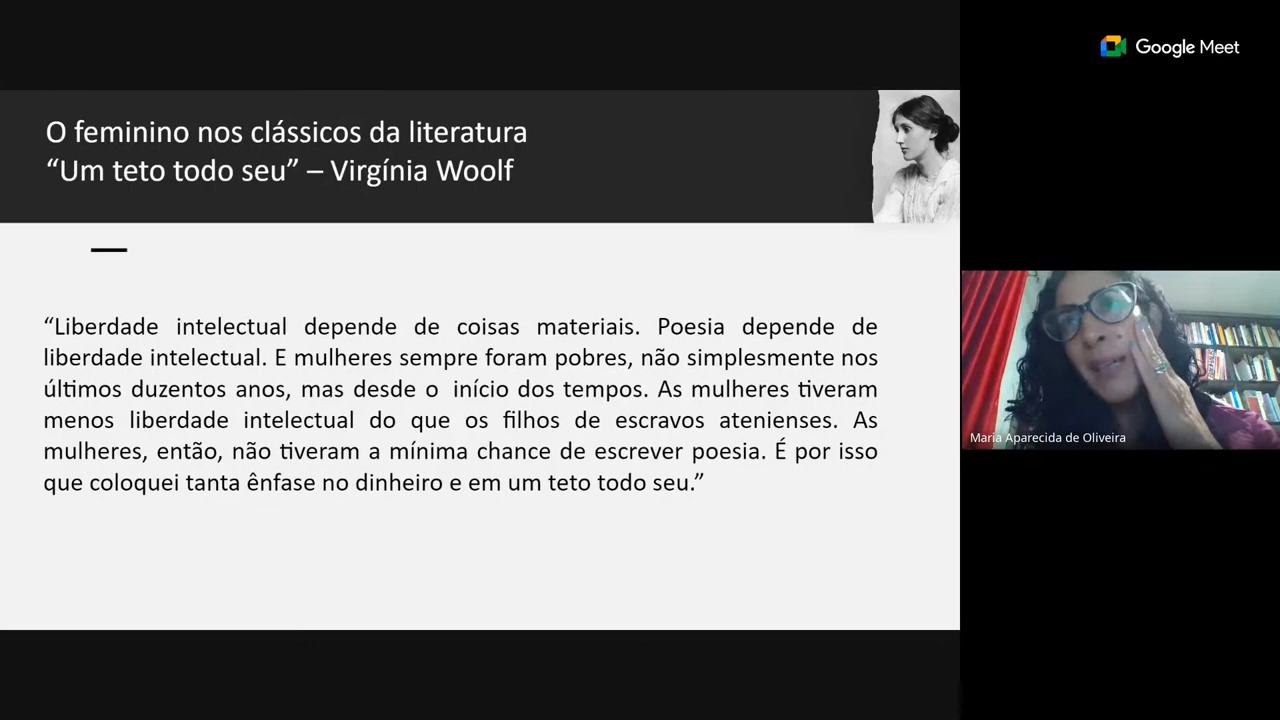 Google Meet
O feminino nos clássicos da literatura
“Um teto todo seu” – Virgínia Woolf
“Liberdade intelectual depende de coisas materiais. Poesia depende de
liberdade intelectual. E mulheres sempre foram pobres, não simplesmente nos
últimos duzentos anos, mas desde o início dos tempos. As mulheres tiveram
menos liberdade intelectual do que os filhos de escravos atenienses. As
mulheres, então, não tiveram a mínima chance de escrever poesia. É por isso
que coloquei tanta ênfase no dinheiro e em um teto todo seu.”
Maria Aparecida de Oliveira